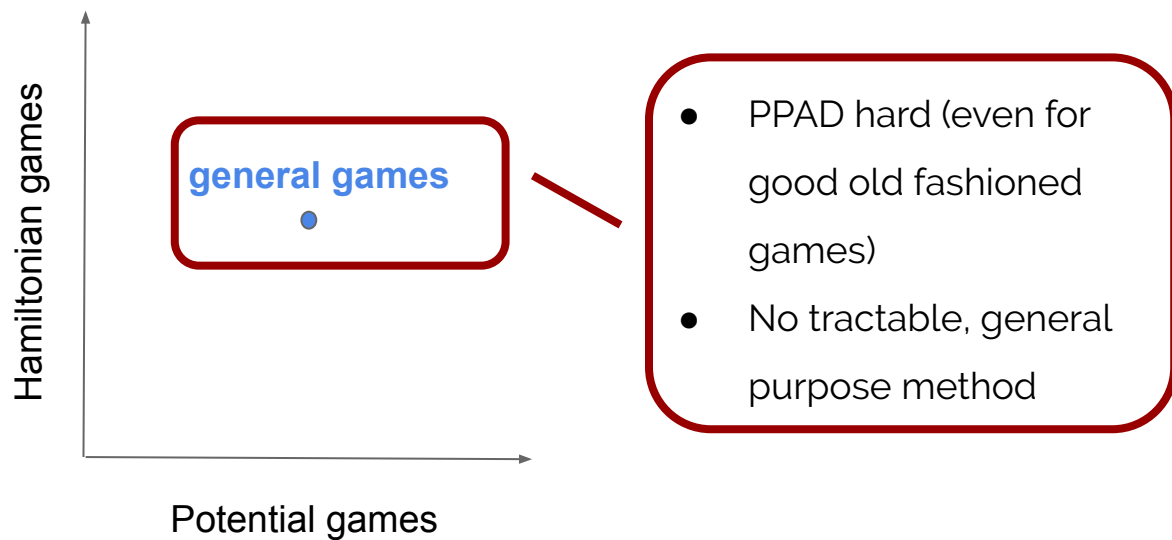 Hamiltonian games
general games
Potential games
● PPAD hard (even for
good old fashioned
games)
● No tractable, general
purpose method